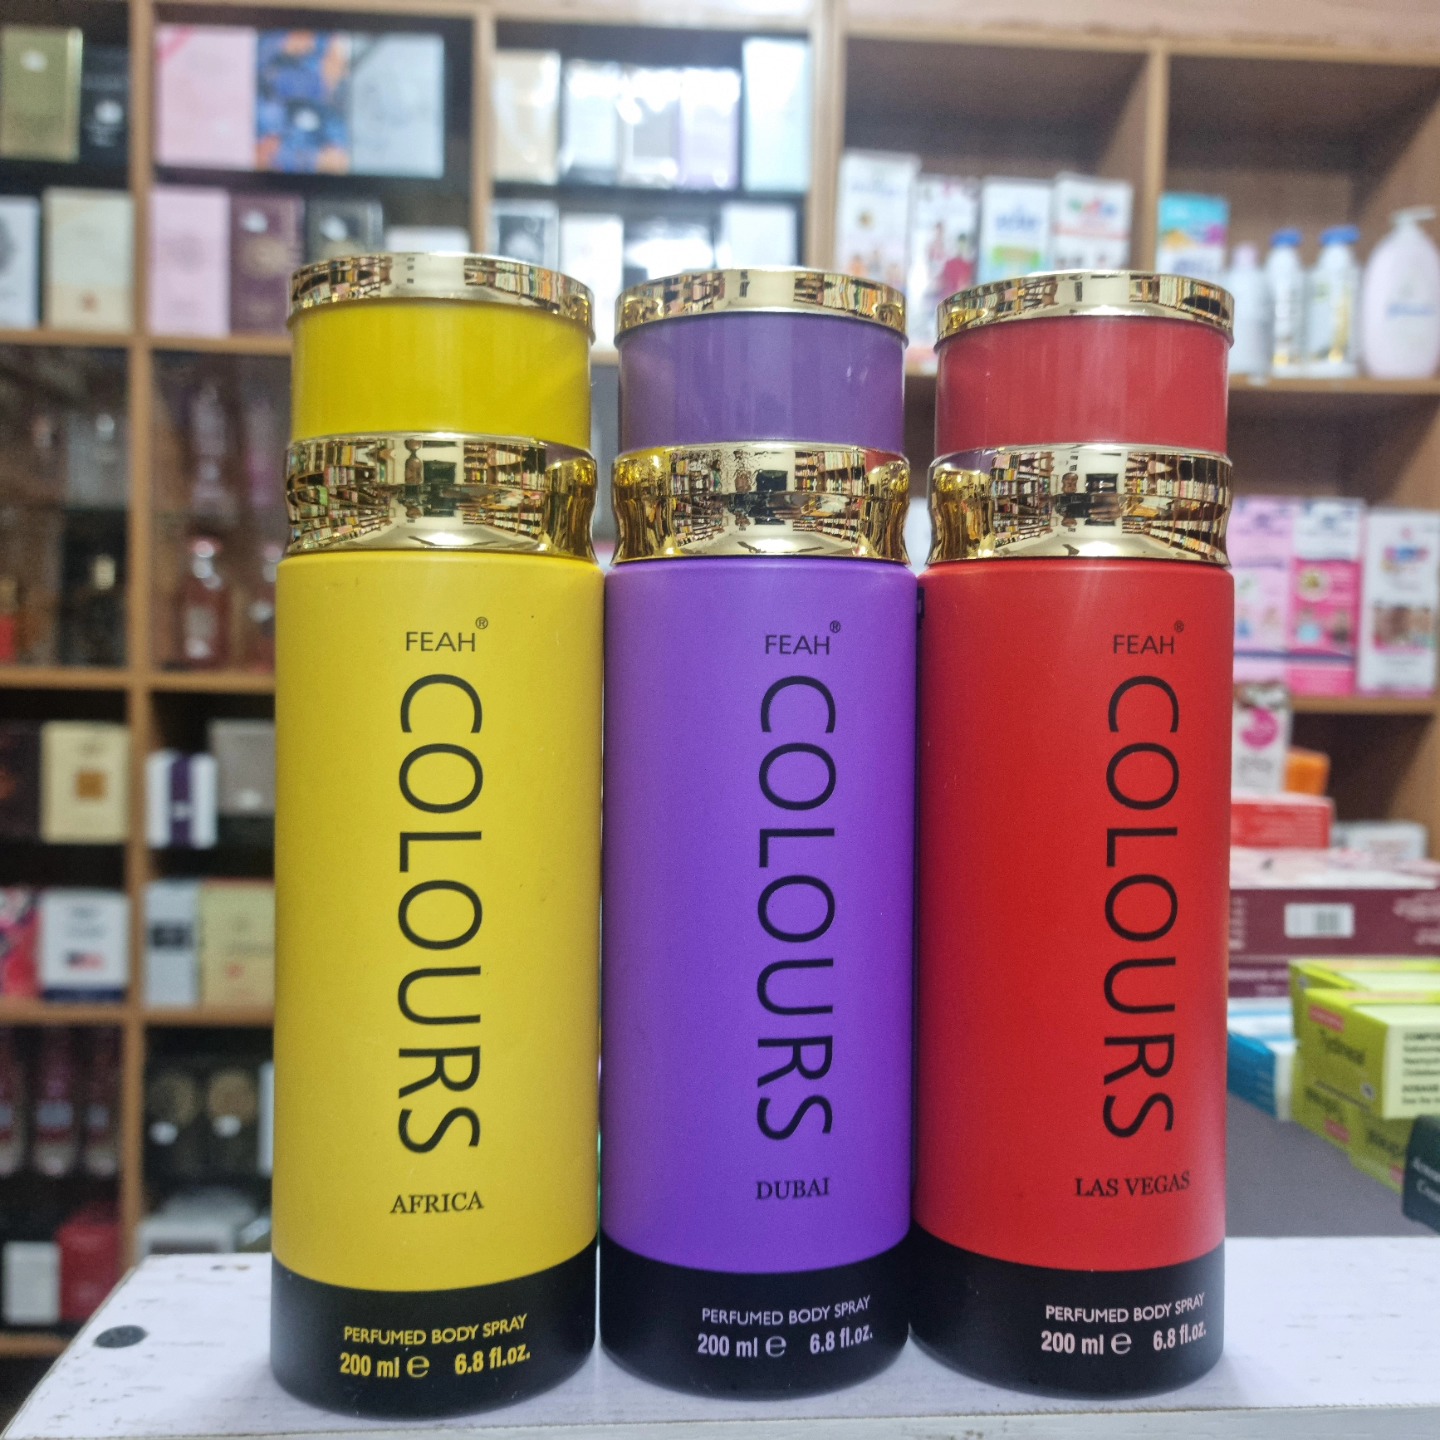 FEAH®
COLOURS
AFRICA
PERFUMED BODY SPRAY
200 ml e 6.8 fl.oz.
FEAH®
COLOURS
DUBAI
PERFUMED BODY SPRAY
200 ml e 6.8 fl.oz.
FEAH®
COLOURS
LAS VEGAS
PERFUMED BODY SPRAY
200 ml e 6.8 fl.oz.